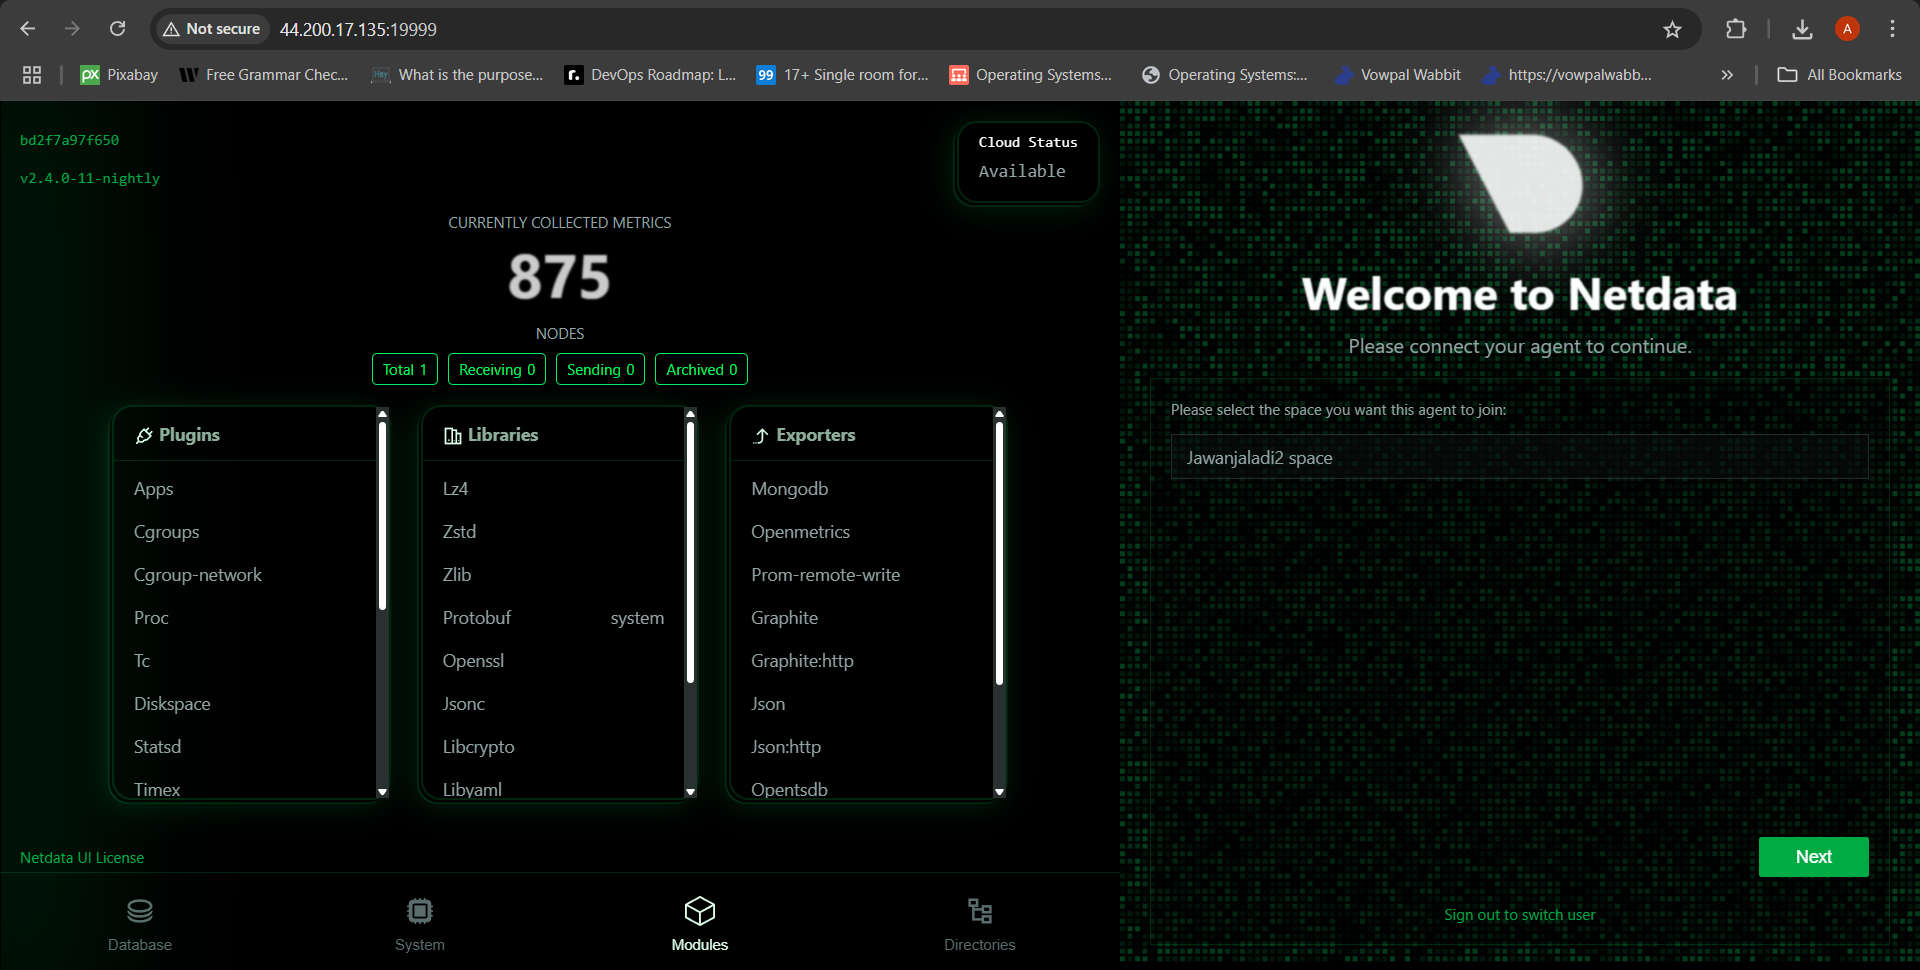 Not secure
44.200.17.135:19999
A
Pixabay
Free Grammar Chec...
What is the purpose...
DevOps Roadmap: L...
17+ Single room for...
Operating Systems...
Operating Systems:...
Vowpal Wabbit
https://vowpalwabb...
»
All Bookmarks
bd2f7a97f650
v2.4.0-11-nightly
Cloud Status
Available
CURRENTLY COLLECTED METRICS
875
NODES
Total 1
Receiving 0
Sending 0
Archived 0
Plugins
Apps
Cgroups
Cgroup-network
Proc
Tc
Diskspace
Statsd
Timex
Libraries
Lz4
Zstd
Zlib
Protobuf system
Openssl
Jsonc
Libcrypto
Libyaml
Exporters
Mongodb
Openmetrics
Prom-remote-write
Graphite
Graphite:http
Json
Json:http
Opentsdb
Netdata UI License
Database
System
Modules
Directories
Welcome to Netdata
Please connect your agent to continue.
Please select the space you want this agent to join:
Jawanjaladi2 space
Next
Sign out to switch user